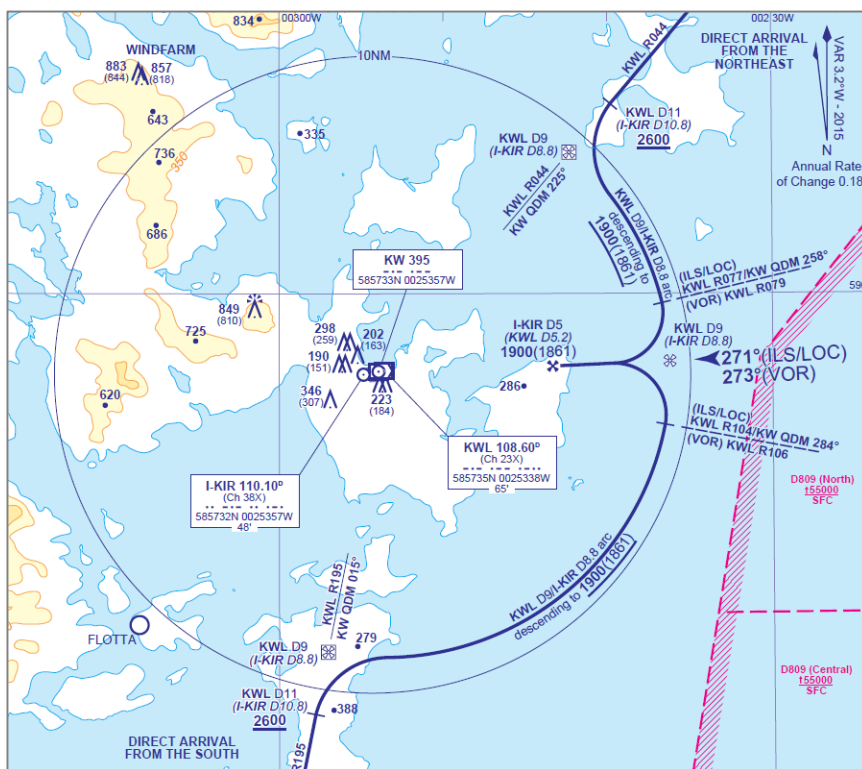 834
00300W
10NM
00230W
WINDFARM
883
(844)
857
(818)
643
736
350
686
335
DIRECT ARRIVAL
FROM THE
NORTHEAST
VAR 3.2°W - 2015
N
Annual Rate
of Change 0.18
KWL R044
KWL D11
(I-KIR D10.8)
2600
KWL D9
(I-KIR D8.8)
KWL R044
KW QDM 225°
KWL D9/I-KIR D8.8 arc
descending to
1900(1861)
(ILS/LOC)
KWL R077/KW QDM 258°
(VOR) KWL R079
590
KW 395
585733N 0025357W
849
(810)
725
620
298
(259)
202
(163)
190
(151)
346
(307)
223
(184)
I-KIR D5
(KWL D5.2)
1900(1861)
286
KWL D9
(I-KIR D8.8)
271°(ILS/LOC)
273°(VOR)
(ILS/LOC)
KWL R104/KW QDM 284°
(VOR) KWL R106
KWL 108.60ᴰ
(Ch 23X)
585735N 0025338W
65'
I-KIR 110.10ᴰ
(Ch 38X)
585732N 0025357W
48'
D809 (North)
†55000
SFC
KWL D9/I-KIR D8.8 arc
descending to 1900(1861)
KWL R195
KW QDM 015°
FLOTTA
KWL D9
(I-KIR D8.8)
279
KWL D11
(I-KIR D10.8)
2600
388
DIRECT ARRIVAL
FROM THE SOUTH
R195
D809 (Central)
†55000
SFC